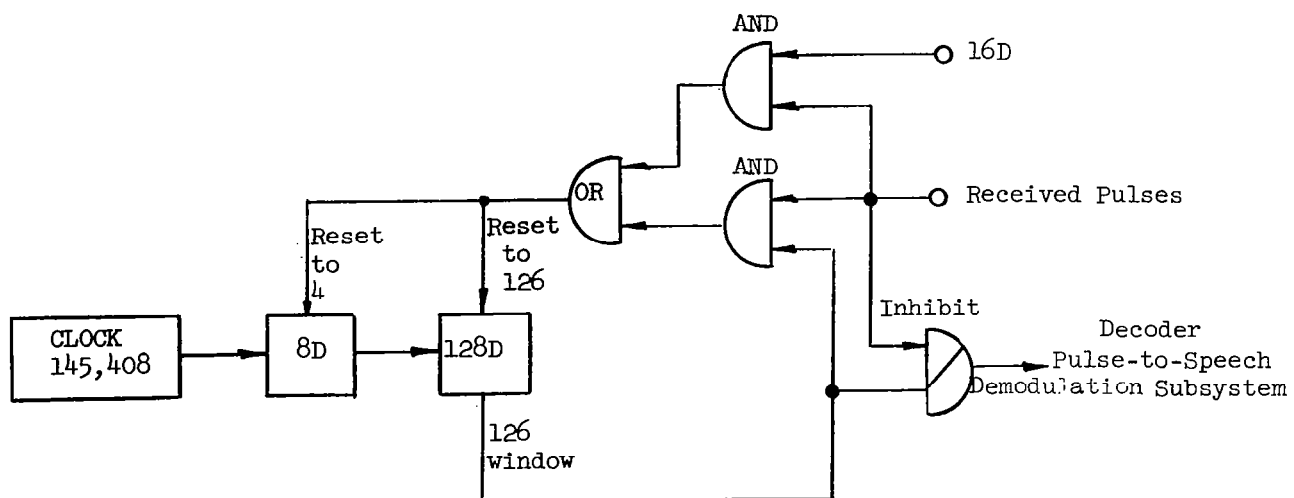 AND
16D
AND
Received Pulses
OR
Reset
to
4
Reset
to
126
Inhibit
CLOCK
145,408
8D
128D
Decoder
Pulse-to-Speech
Demodulation Subsystem
126
window